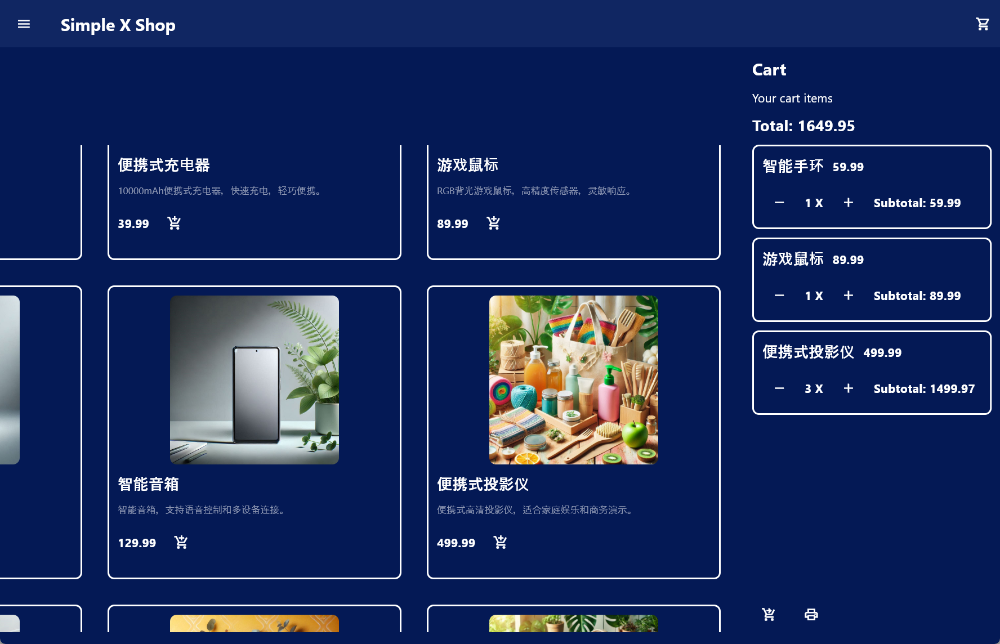 Simple X Shop
便携式充电器
10000mAh便携式充电器，快速充电，轻巧便携。
39.99
游戏鼠标
RGB背光游戏鼠标，高精度传感器，灵敏响应。
89.99
智能音箱
智能音箱，支持语音控制和多设备连接。
129.99
便携式投影仪
便携式高清投影仪，适合家庭娱乐和商务演示。
499.99
Cart
Your cart items
Total: 1649.95
智能手环 59.99
1 X Subtotal: 59.99
游戏鼠标 89.99
1 X Subtotal: 89.99
便携式投影仪 499.99
3 X Subtotal: 1499.97